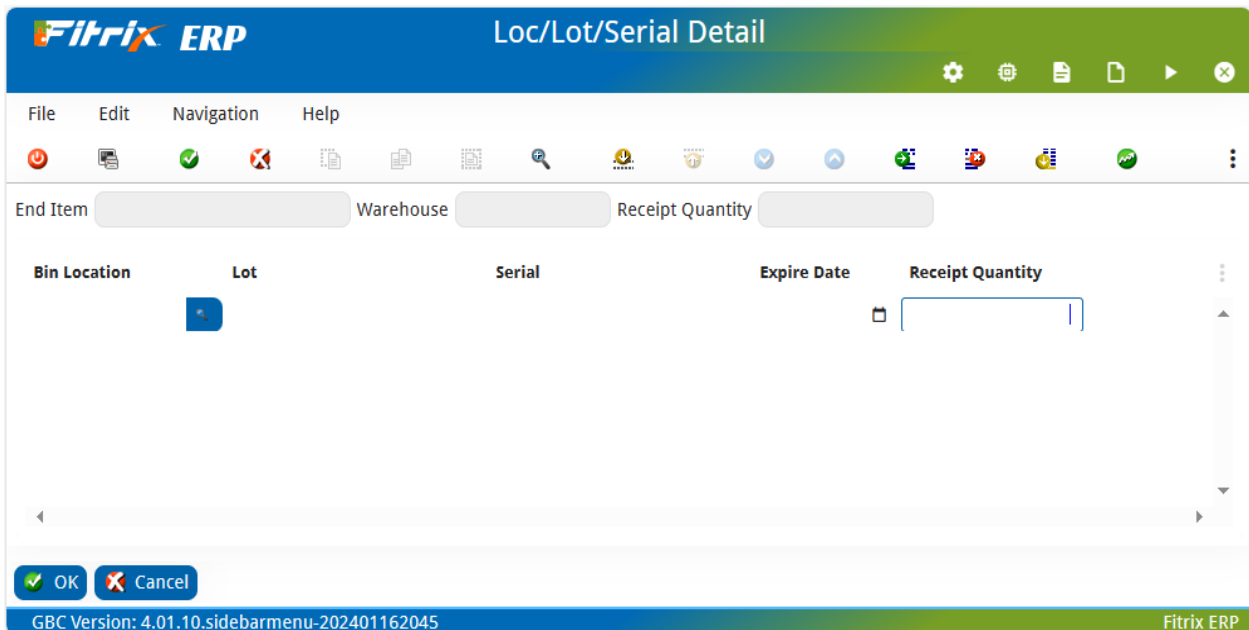 Fitrix ERP Loc/Lot/Serial Detail
File Edit Navigation Help
End Item Warehouse Receipt Quantity
Bin Location Lot Serial Expire Date Receipt Quantity
OK Cancel
GBC Version: 4.01.10.sidebarmenu-202401162045 Fitrix ERP